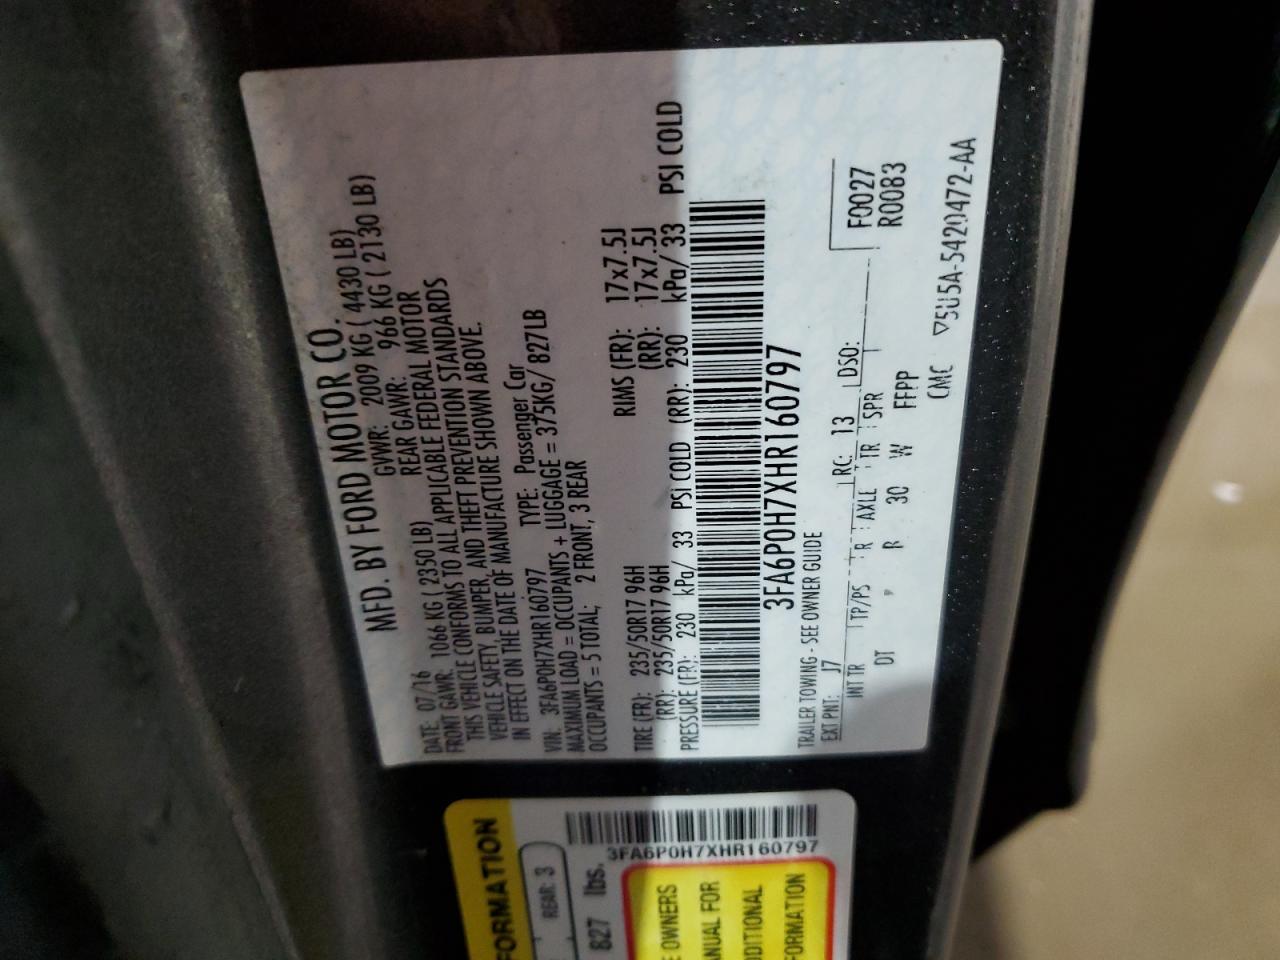 MFD. BY FORD MOTOR CO.
DATE: 07/16 GVWR: 2009 KG ( 4430 LB)
FRONT GAWR: 1066 KG ( 2350 LB) REAR GAWR: 966 KG ( 2130 LB)
THIS VEHICLE CONFORMS TO ALL APPLICABLE FEDERAL MOTOR
VEHICLE SAFETY, BUMPER, AND THEFT PREVENTION STANDARDS
IN EFFECT ON THE DATE OF MANUFACTURE SHOWN ABOVE.
VIN: 3FA6P0H7XHR160797 TYPE: Passenger Car
MAXIMUM LOAD = OCCUPANTS + LUGGAGE = 375KG/ 827LB
OCCUPANTS = 5 TOTAL; 2 FRONT, 3 REAR
TIRE (FR): 235/50R17 96H RIMS (FR): 17x7.5J
(RR): 235/50R17 96H (RR): 17x7.5J
PRESSURE (FR): 230 kPa/ 33 PSI COLD (RR): 230 kPa/ 33 PSI COLD
3FA6P0H7XHR160797
TRAILER TOWING - SEE OWNER GUIDE
EXT PNT: J7 RC: 13 DSO: F0027
INT TR TP/PS R AXLE TR SPR R0083
DT B 30 W FFPP
CMC ▽5U5A-5420472-AA
FORMATION
REAR: 3
827 lbs.
3FA6P0H7XHR160797
E OWNERS
ANUAL FOR
DDITIONAL
FORMATION